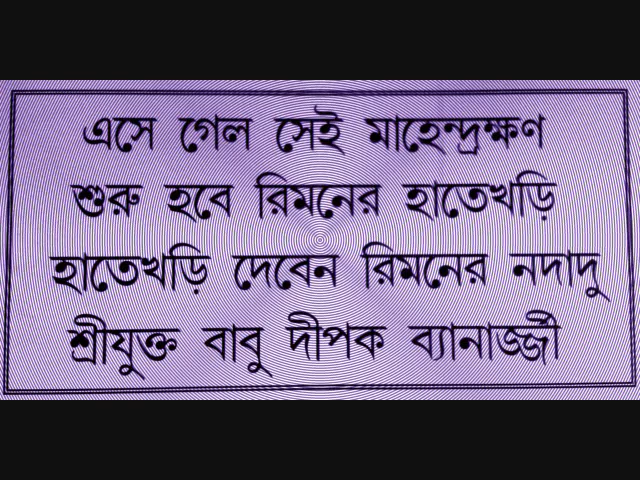 এসে গেল সেই মাহেন্দ্রক্ষণ
শুরু হবে রিমনের হাতেখড়ি
হাতেখড়ি দেবেন রিমনের নদাদু
শ্রীযুক্ত বাবু দীপক ব্যানার্জ্জী